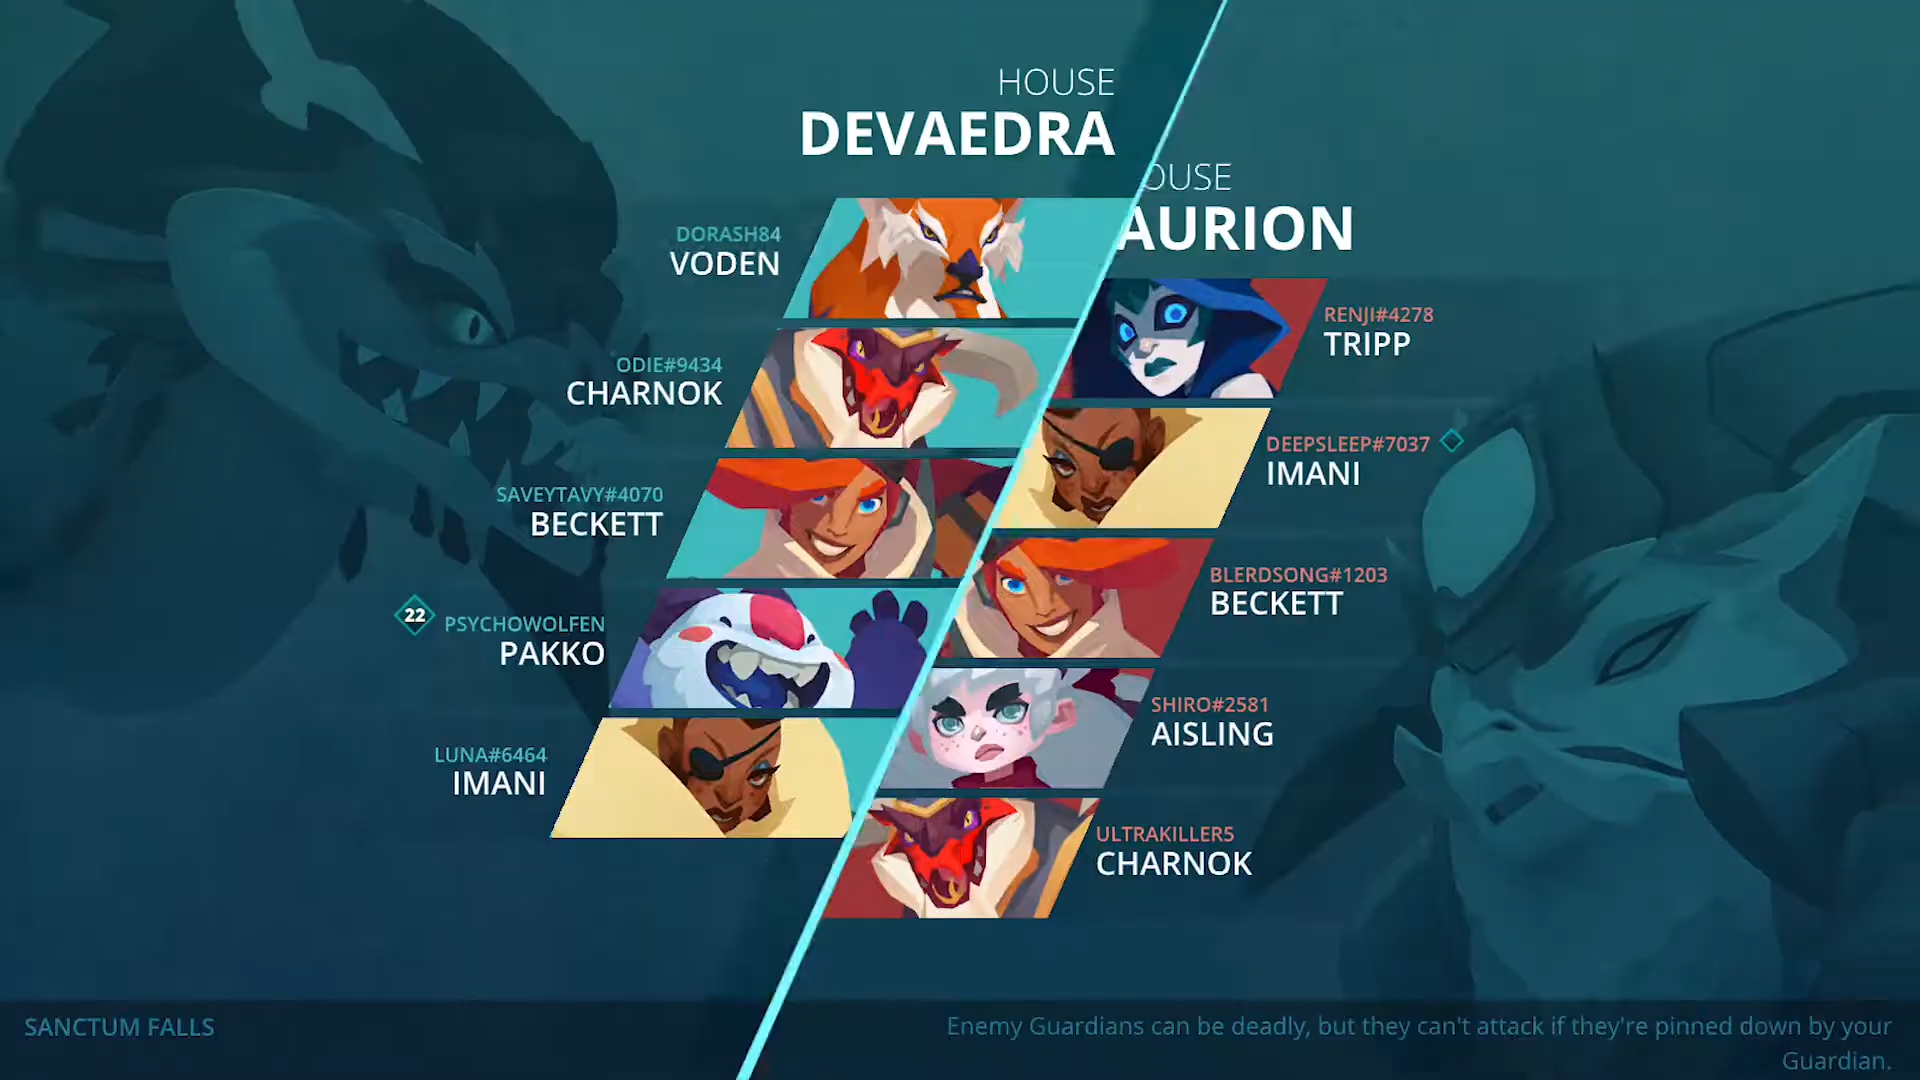 HOUSE
DEVAEDRA
OUSE
AURION
DORASH84
VODEN
ODIE#9434
CHARNOK
SAVEYTAVY#4070
BECKETT
22 PSYCHOWOLFEN
PAKKO
LUNA#6464
IMANI
RENJI#4278
TRIPP
DEEPSLEEP#7037
IMANI
BLERDSONG#1203
BECKETT
SHIRO#2581
AISLING
ULTRAKILLER5
CHARNOK
SANCTUM FALLS
Enemy Guardians can be deadly, but they can't attack if they're pinned down by your
Guardian.